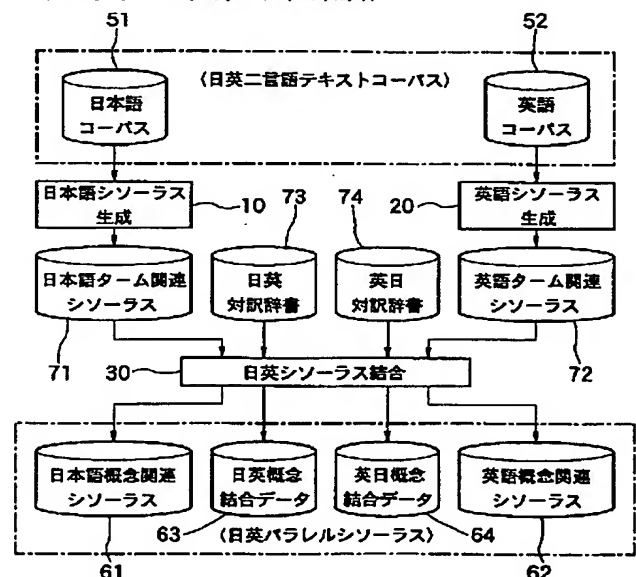 51
52
〈日英二言語テキストコーパス〉
日本語
コーパス
英語
コーパス
日本語シソーラス
生成
10
73
74
20
英語シソーラス
生成
日本語ターム関連
シソーラス
日英
対訳辞書
英日
対訳辞書
英語ターム関連
シソーラス
71
30
日英シソーラス結合
72
日本語概念関連
シソーラス
日英概念
結合データ
英日概念
結合データ
英語概念関連
シソーラス
63
〈日英パラレルシソーラス〉
64
61
62